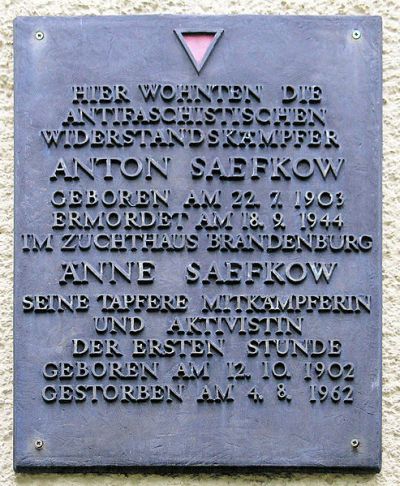 HIER WOHNTEN DIE
ANTIFASCHISTISCHEN
WIDERSTANDSKÄMPFER
ANTON SAEFKOW
GEBOREN AM 22. 7. 1903
ERMORDET AM 18. 9. 1944
IM ZUCHTHAUS BRANDENBURG
ÄNNE SAEFKOW
SEINE TAPFERE MITKÄMPFERIN
UND AKTIVISTIN
DER ERSTEN STUNDE
GEBOREN AM 12. 10. 1902
GESTORBEN AM 4. 8. 1962